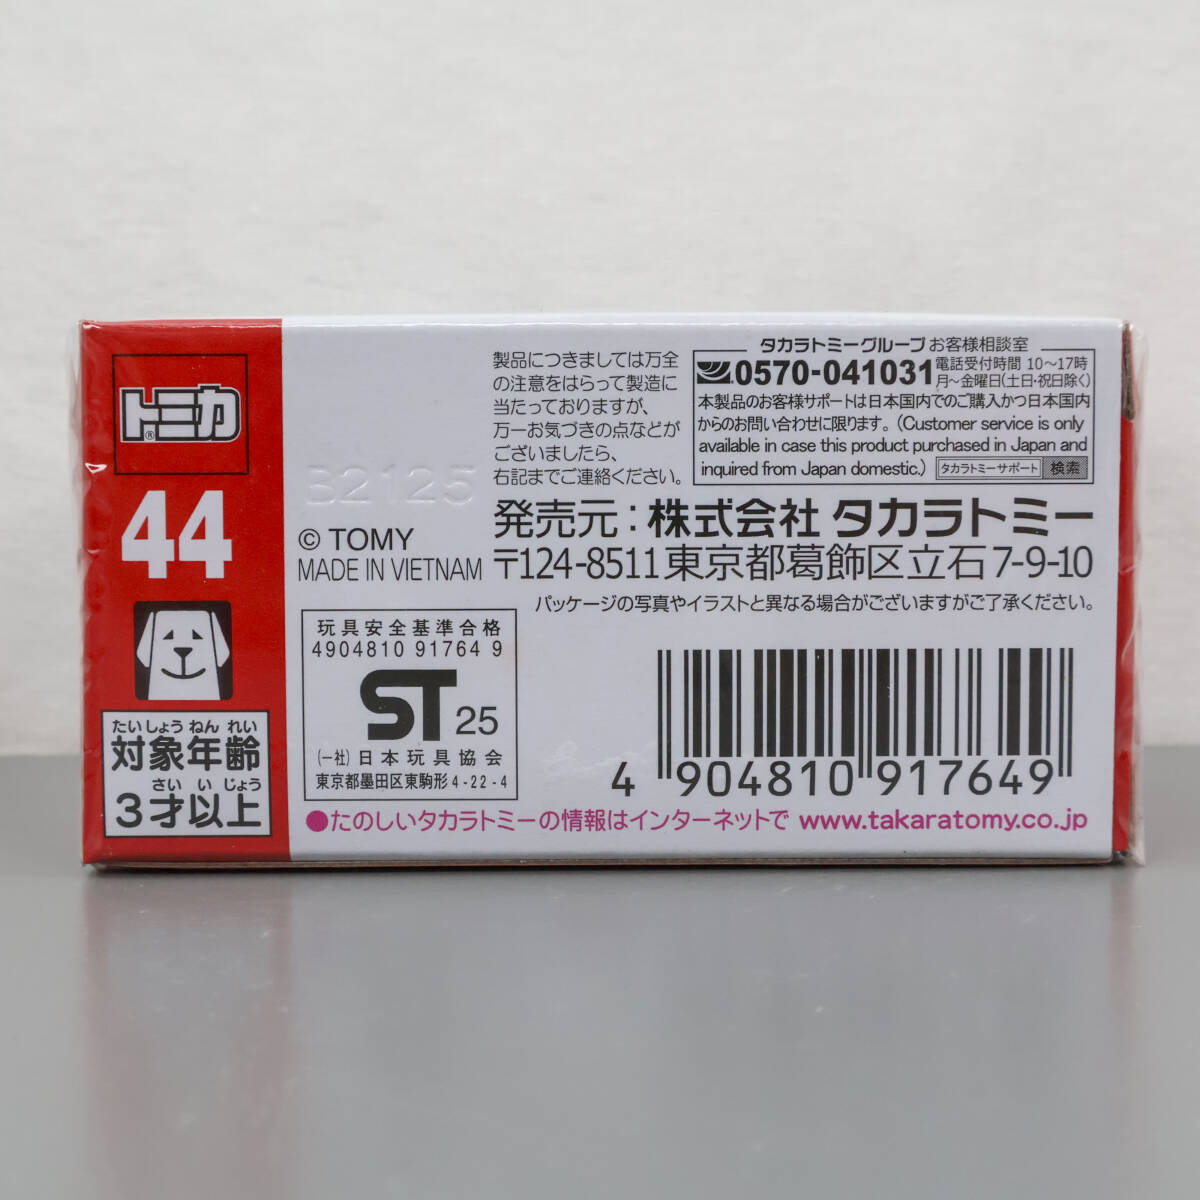 トミカ
®
44
たいしょう ねん れい
対象年齢
さい い じょう
3才以上
B2125
© TOMY
MADE IN VIETNAM
玩具安全基準合格
4904810 91764 9
ST 25
(一社)日本玩具協会
東京都墨田区東駒形4-22-4
製品につきましては万全
の注意をはらって製造に
当たっておりますが、
万一お気づきの点などが
ございましたら、
右記までご連絡ください。
タカラトミーグループ お客様相談室
0570-041031
電話受付時間 10〜17時
月〜金曜日(土日・祝日除く)
本製品のお客様サポートは日本国内でのご購入かつ日本国内
からのお問い合わせに限ります。(Customer service is only
available in case this product purchased in Japan and
inquired from Japan domestic.) タカラトミーサポート 検索
発売元：株式会社 タカラトミー
〒124-8511 東京都葛飾区立石7-9-10
パッケージの写真やイラストと異なる場合がございますがご了承ください。
4 904810 917649
●たのしいタカラトミーの情報はインターネットで www.takaratomy.co.jp